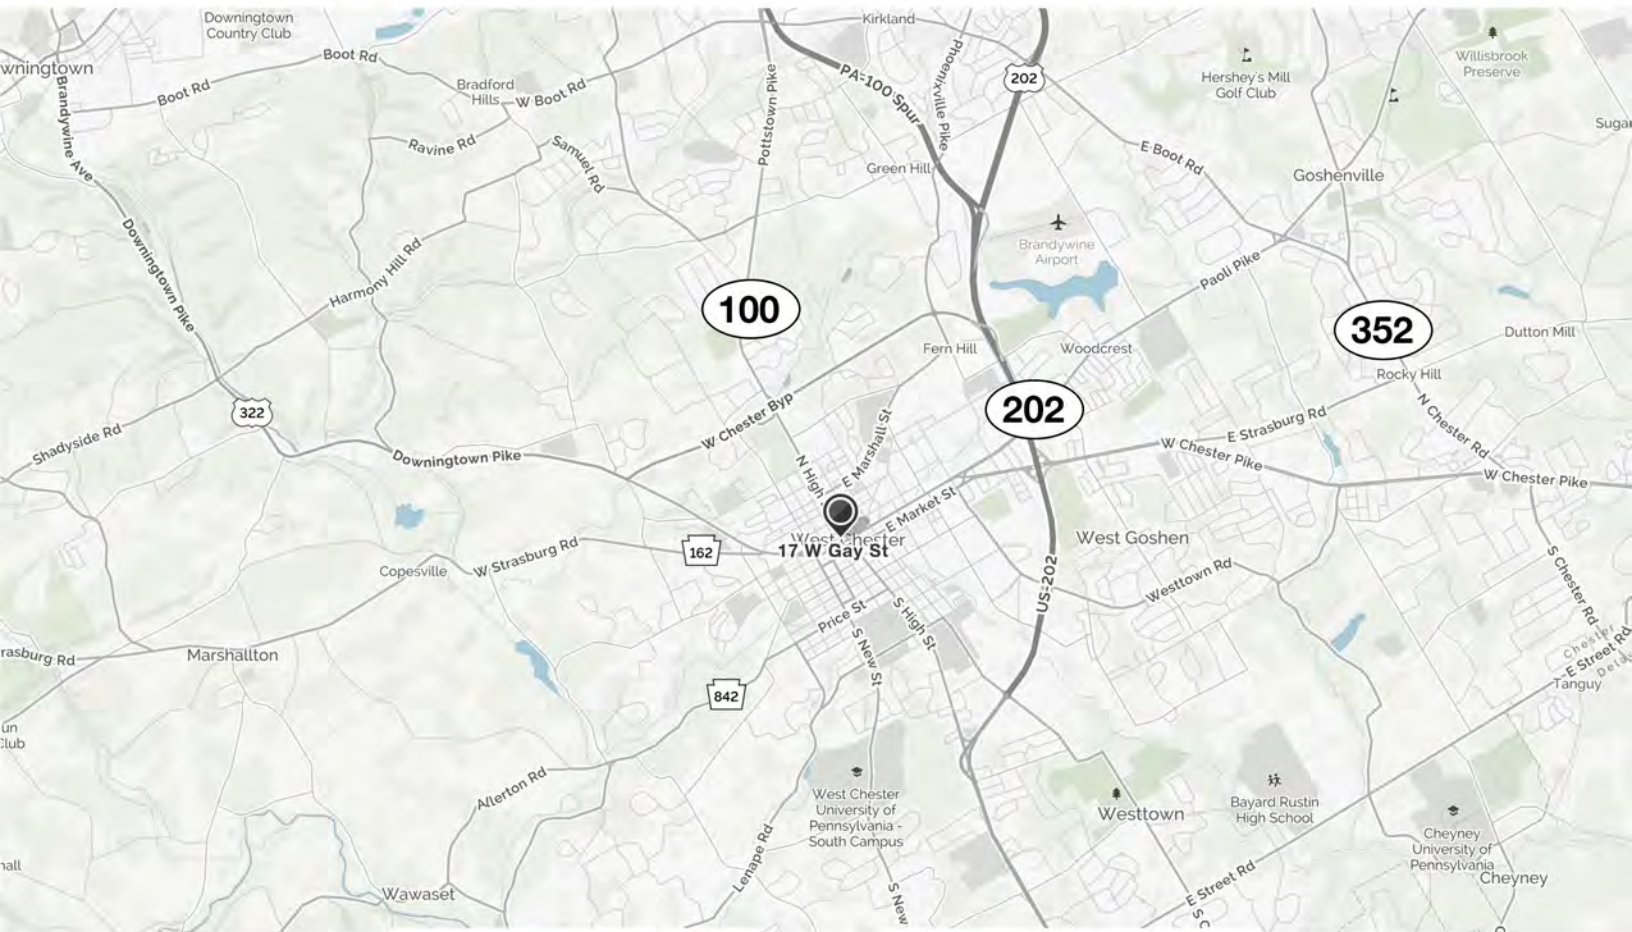 Downingtown
Country Club
Kirkland
Willisbrook
Preserve
wningtown
Boot Rd
PA-100 Spur
Phoenixville Pike
202
Hershey's Mill
Golf Club
Boot Rd
Bradford
Hills
W Boot Rd
Pottstown Pike
Brandywine Ave
Sugar
Ravine Rd
Samuel Rd
Green Hill
E Boot Rd
Goshenville
Downingtown Pike
Harmony Hill Rd
Brandywine
Airport
Paoli Pike
100
352
Dutton Mill
Fern Hill
Woodcrest
Rocky Hill
322
W Chester Byp
202
Shadyside Rd
E Marshall St
E Strasburg Rd
N Chester Rd
Downingtown Pike
N High
W Chester Pike
W Chester Pike
E Market St
West Chester
17 W Gay St
West Goshen
162
W Strasburg Rd
Copesville
US-202
Westtown Rd
S Chester Rd
Price St
S High St
S New St
rasburg Rd
Marshallton
Chester
Dela
E Street Rd
Tanguy
842
un
Club
Allerton Rd
West Chester
University of
Pennsylvania -
South Campus
Westtown
Bayard Rustin
High School
Cheyney
University of
Pennsylvania
Cheyney
Lenape Rd
hall
Wawaset
S New
E Street Rd
S C